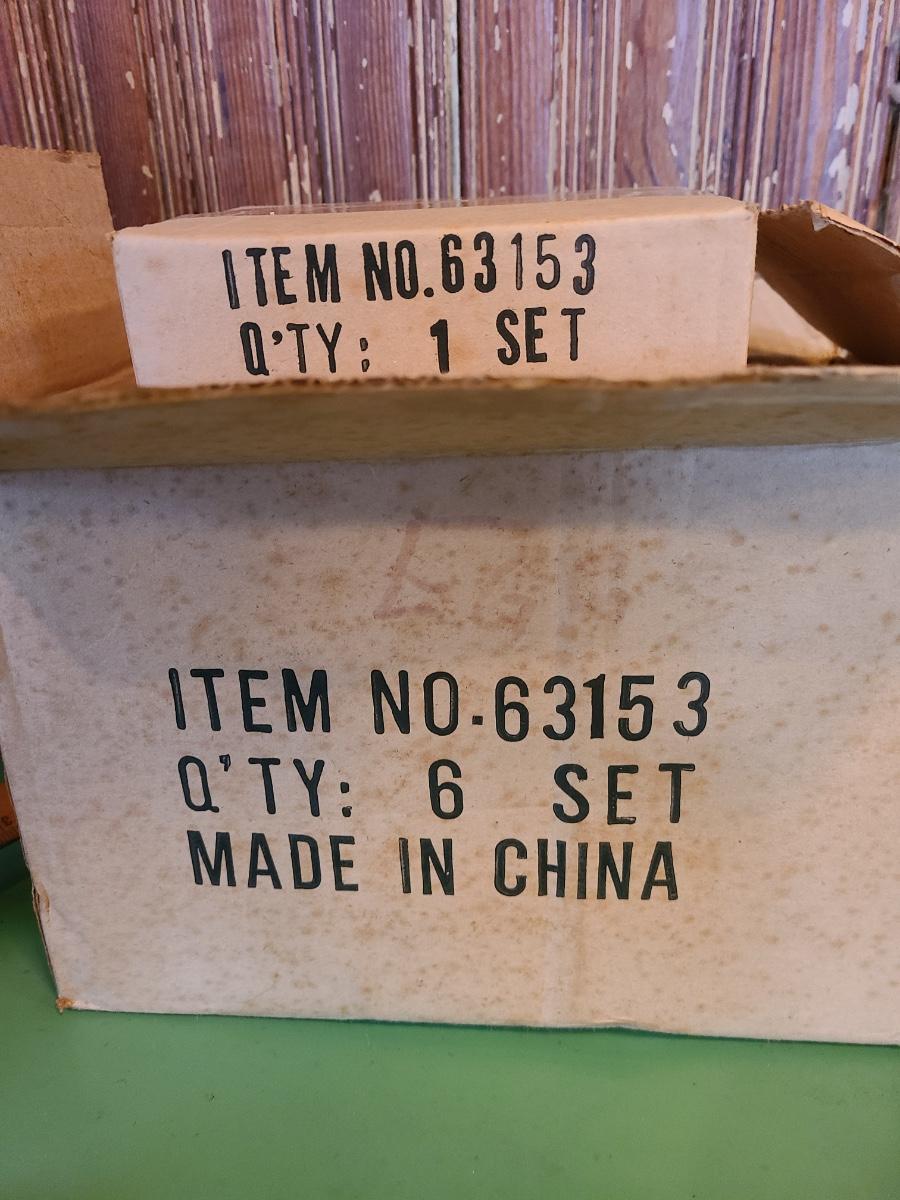 ITEM NO.63153
Q'TY: 1 SET
ITEM NO.63153
Q'TY: 6 SET
MADE IN CHINA